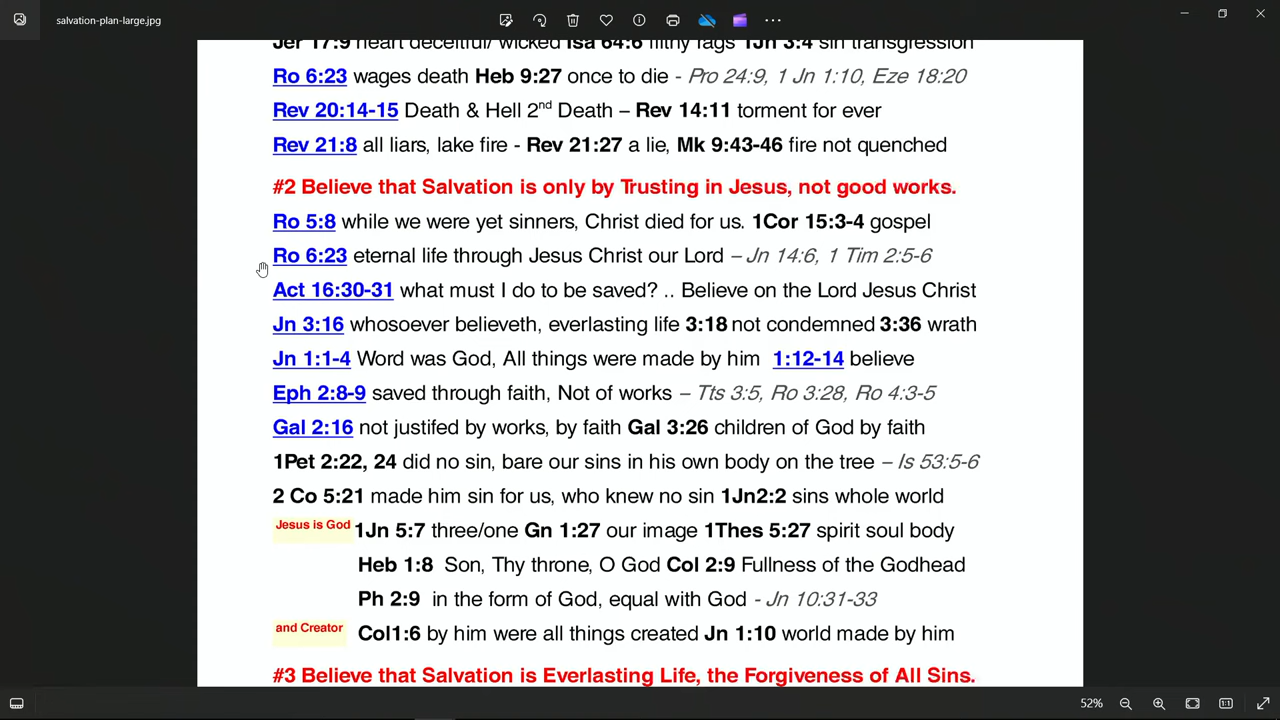 salvation-plan-large.jpg
Jer 17:9 heart deceitful/ wicked Isa 64:6 filthy rags 1Jn 3:4 sin transgression
Ro 6:23 wages death Heb 9:27 once to die - Pro 24:9, 1 Jn 1:10, Eze 18:20
Rev 20:14-15 Death & Hell 2nd Death – Rev 14:11 torment for ever
Rev 21:8 all liars, lake fire - Rev 21:27 a lie, Mk 9:43-46 fire not quenched
#2 Believe that Salvation is only by Trusting in Jesus, not good works.
Ro 5:8 while we were yet sinners, Christ died for us. 1Cor 15:3-4 gospel
Ro 6:23 eternal life through Jesus Christ our Lord – Jn 14:6, 1 Tim 2:5-6
Act 16:30-31 what must I do to be saved? .. Believe on the Lord Jesus Christ
Jn 3:16 whosoever believeth, everlasting life 3:18 not condemned 3:36 wrath
Jn 1:1-4 Word was God, All things were made by him 1:12-14 believe
Eph 2:8-9 saved through faith, Not of works – Tts 3:5, Ro 3:28, Ro 4:3-5
Gal 2:16 not justifed by works, by faith Gal 3:26 children of God by faith
1Pet 2:22, 24 did no sin, bare our sins in his own body on the tree – Is 53:5-6
2 Co 5:21 made him sin for us, who knew no sin 1Jn2:2 sins whole world
Jesus is God 1Jn 5:7 three/one Gn 1:27 our image 1Thes 5:27 spirit soul body
Heb 1:8 Son, Thy throne, O God Col 2:9 Fullness of the Godhead
Ph 2:9 in the form of God, equal with God - Jn 10:31-33
and Creator Col1:6 by him were all things created Jn 1:10 world made by him
#3 Believe that Salvation is Everlasting Life, the Forgiveness of All Sins.
52%